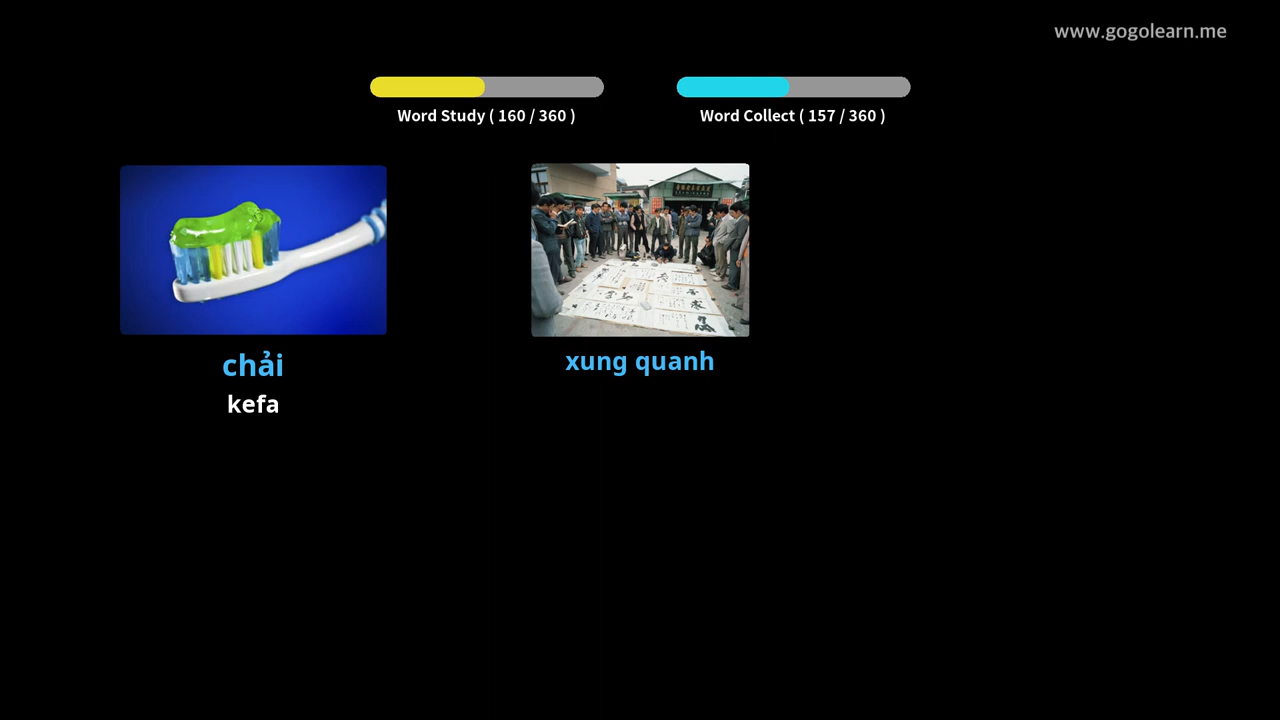 www.gogolearn.me
Word Study ( 160 / 360 )
Word Collect ( 157 / 360 )
chải
kefa
xung quanh